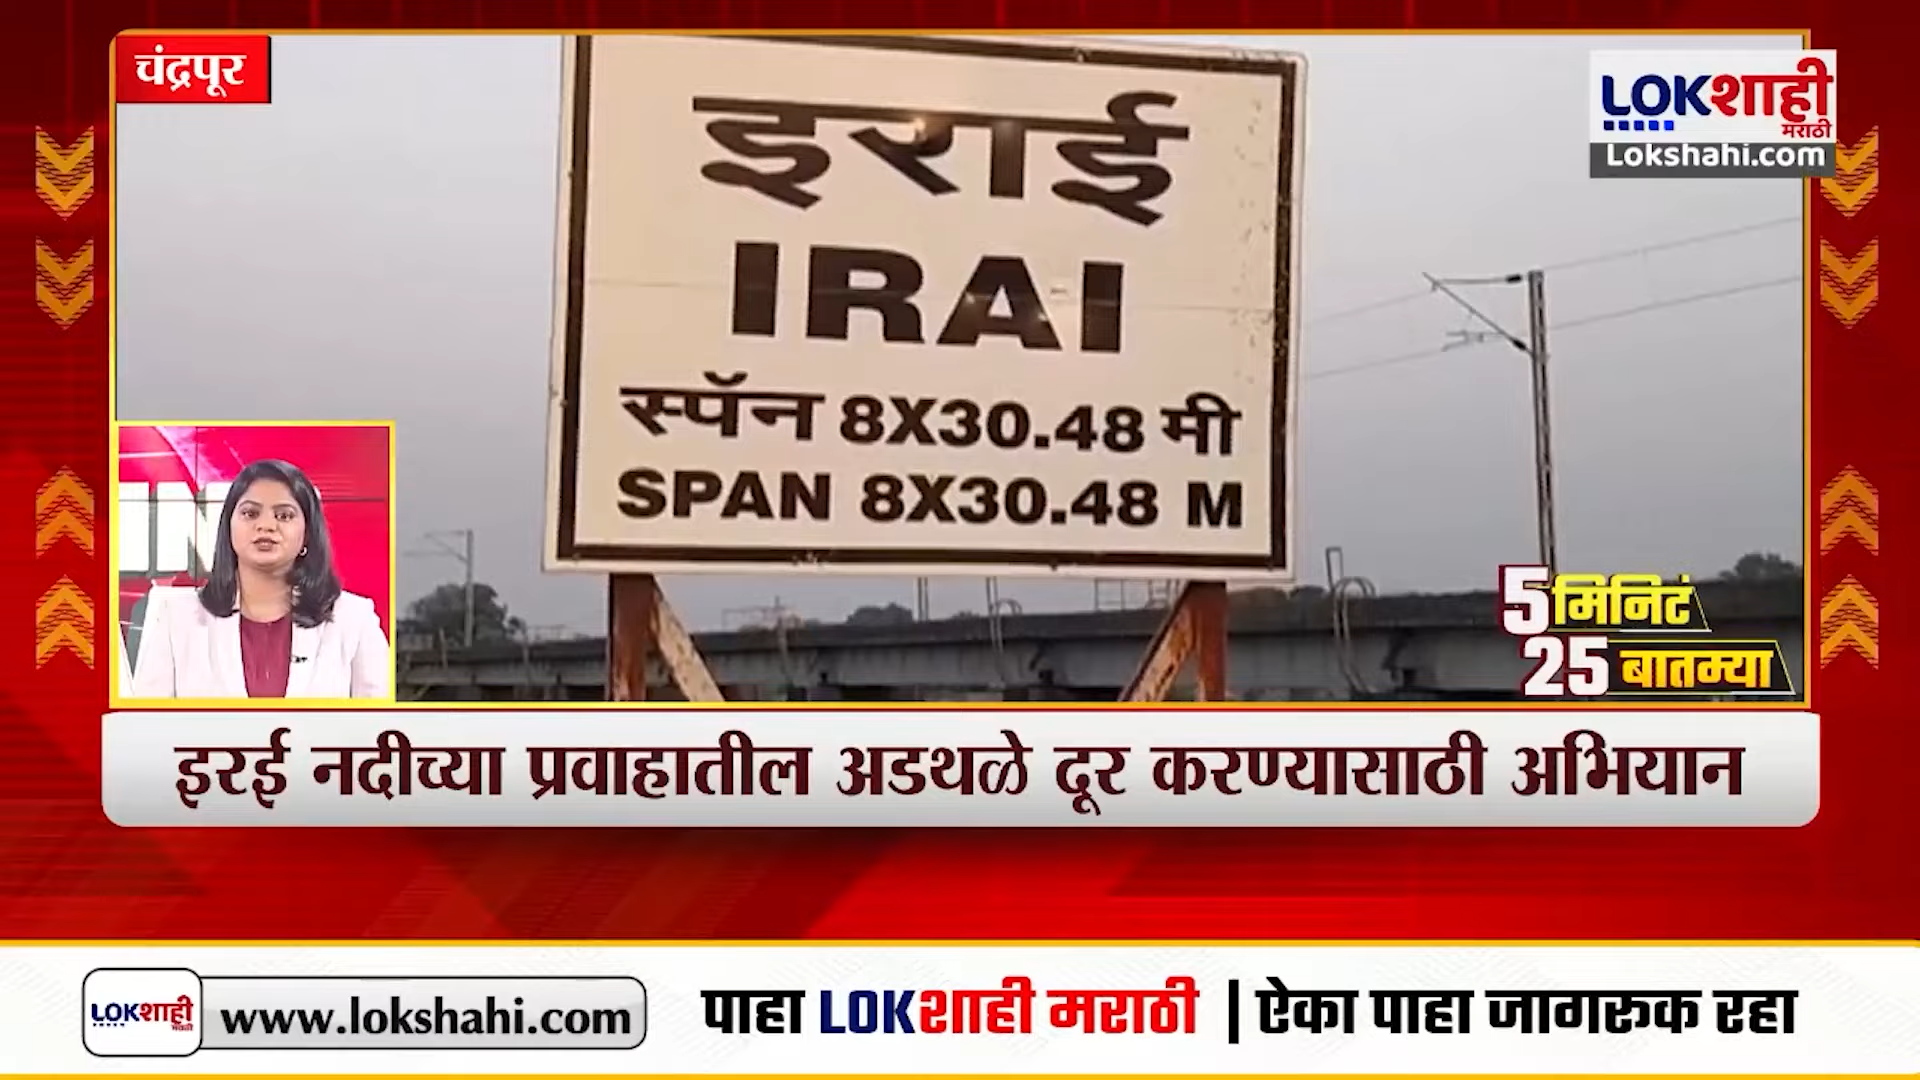 चंद्रपूर
LOKशाही
मराठी
Lokshahi.com
इराई
IRAI
स्पॅन 8X30.48 मी
SPAN 8X30.48 M
5 मिनिटं
25 बातम्या
इरई नदीच्या प्रवाहातील अडथळे दूर करण्यासाठी अभियान
LOKशाही
मराठी
www.lokshahi.com
पाहा LOKशाही मराठी | ऐका पाहा जागरुक रहा